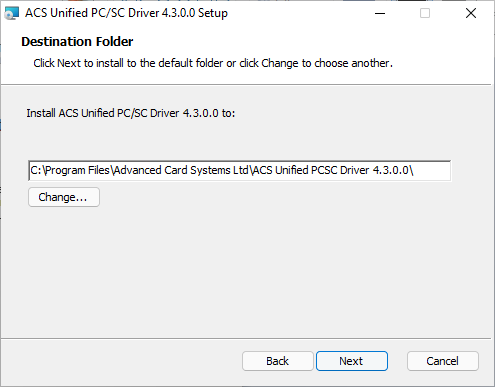 ACS Unified PC/SC Driver 4.3.0.0 Setup
Destination Folder
Click Next to install to the default folder or click Change to choose another.
Install ACS Unified PC/SC Driver 4.3.0.0 to:
C:\Program Files\Advanced Card Systems Ltd\ACS Unified PCSC Driver 4.3.0.0\
Change...
Back Next Cancel